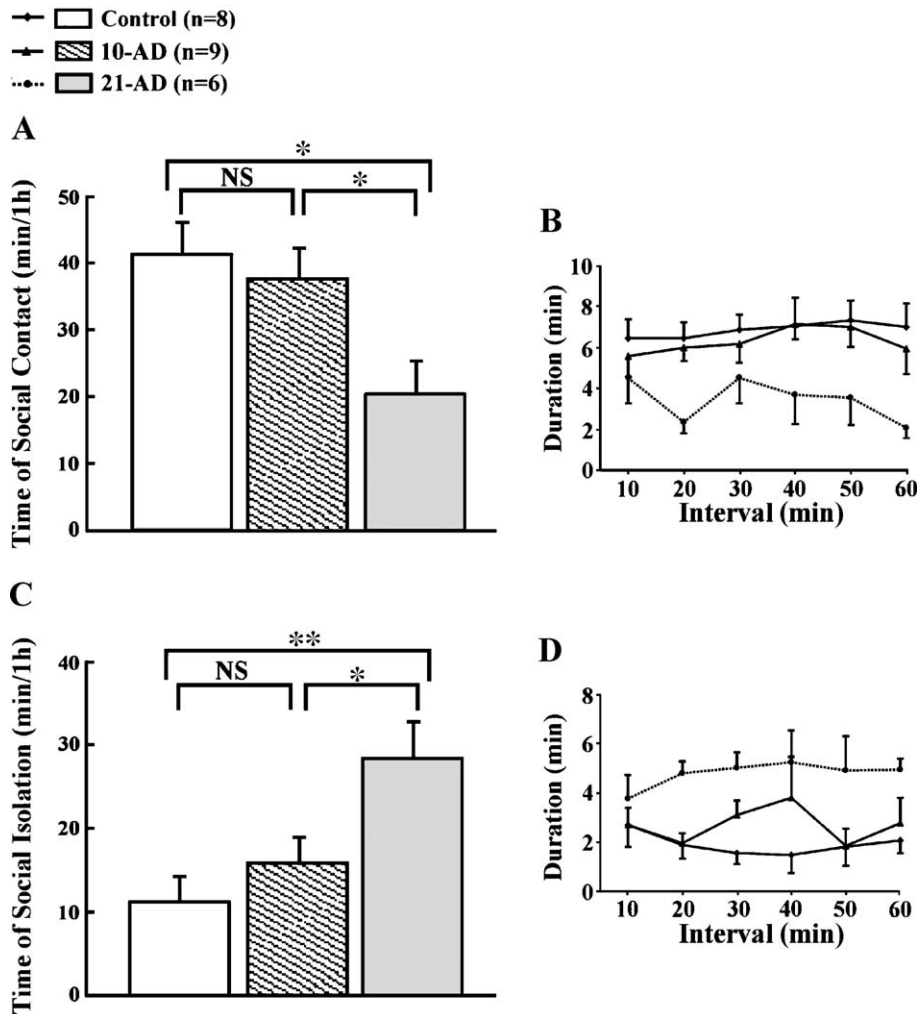 Control (n=8)
10-AD (n=9)
21-AD (n=6)
A
*
NS *
Time of Social Contact (min/1h)
50
40
30
20
10
0
B
Duration (min)
10
8
6
4
2
0
10 20 30 40 50 60
Interval (min)
C
**
NS *
Time of Social Isolation (min/1h)
40
30
20
10
0
D
Duration (min)
8
6
4
2
0
10 20 30 40 50 60
Interval (min)